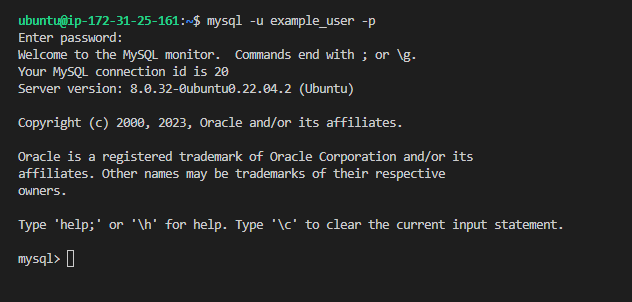 ubuntu@ip-172-31-25-161:~$ mysql -u example_user -p
Enter password:
Welcome to the MySQL monitor.  Commands end with ; or \g.
Your MySQL connection id is 20
Server version: 8.0.32-0ubuntu0.22.04.2 (Ubuntu)
Copyright (c) 2000, 2023, Oracle and/or its affiliates.
Oracle is a registered trademark of Oracle Corporation and/or its
affiliates. Other names may be trademarks of their respective
owners.
Type 'help;' or '\h' for help. Type '\c' to clear the current input statement.
mysql>